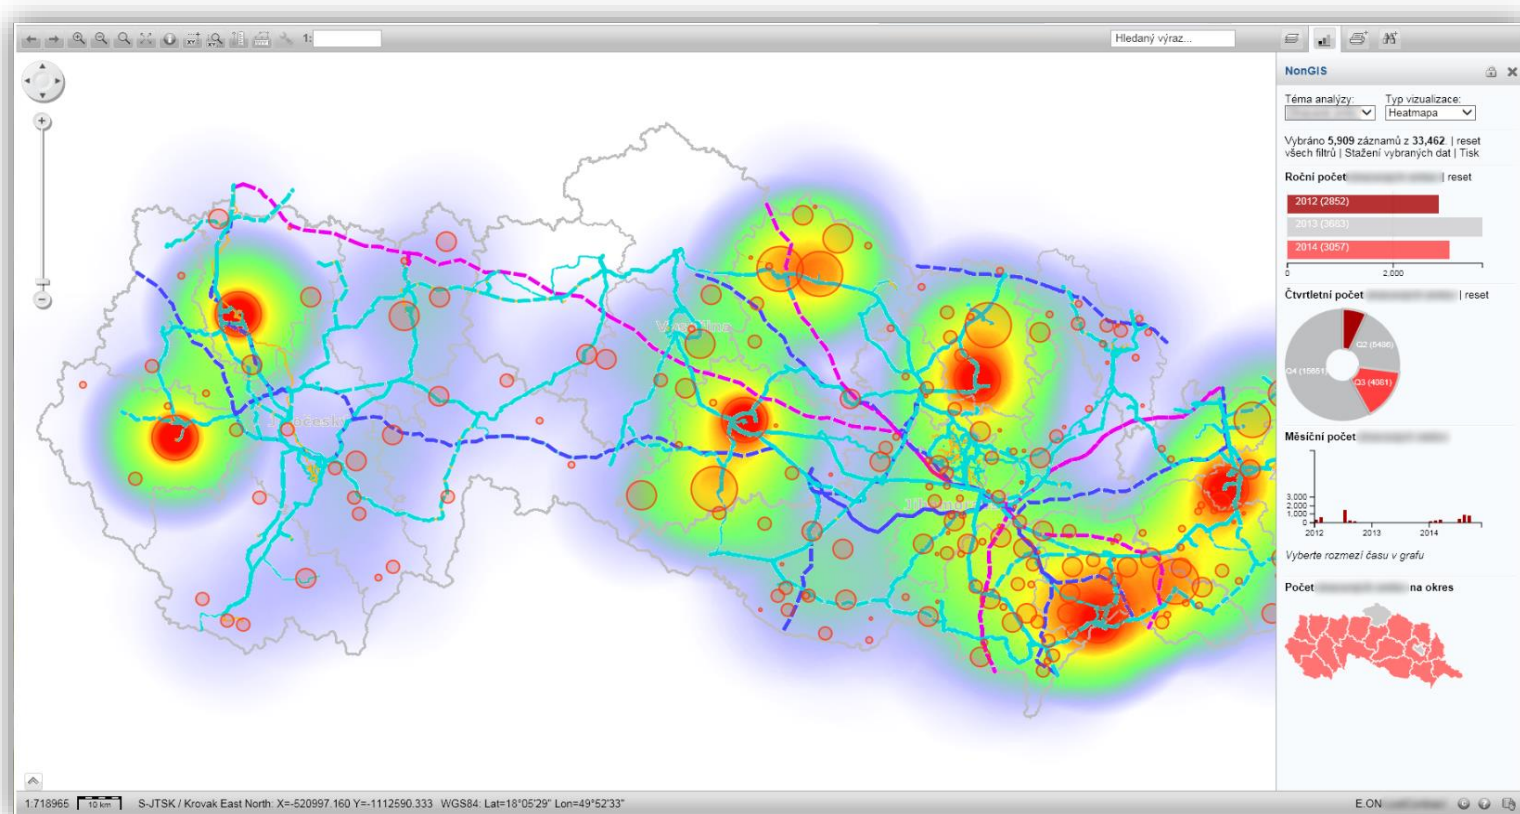 1:
Hledaný výraz...
NonGIS
Téma analýzy: Typ vizualizace:
Heatmapa
Vybráno 5,909 záznamů z 33,462. | reset
všech filtrů | Stažení vybraných dat | Tisk
Roční počet | reset
2012 (2852)
2013 (3653)
2014 (3057)
0 2,000
Čtvrtletní počet | reset
Q2 (5406)
Q4 (15661)
Q3 (4061)
Měsíční počet
3,000
2,000
1,000
0
2012 2013 2014
Vyberte rozmezí času v grafu
Počet na okres
1:718965 10 km S-JTSK / Krovak East North: X=-520997.160 Y=-1112590.333 WGS84: Lat=18°05'29" Lon=49°52'33"
E.ON